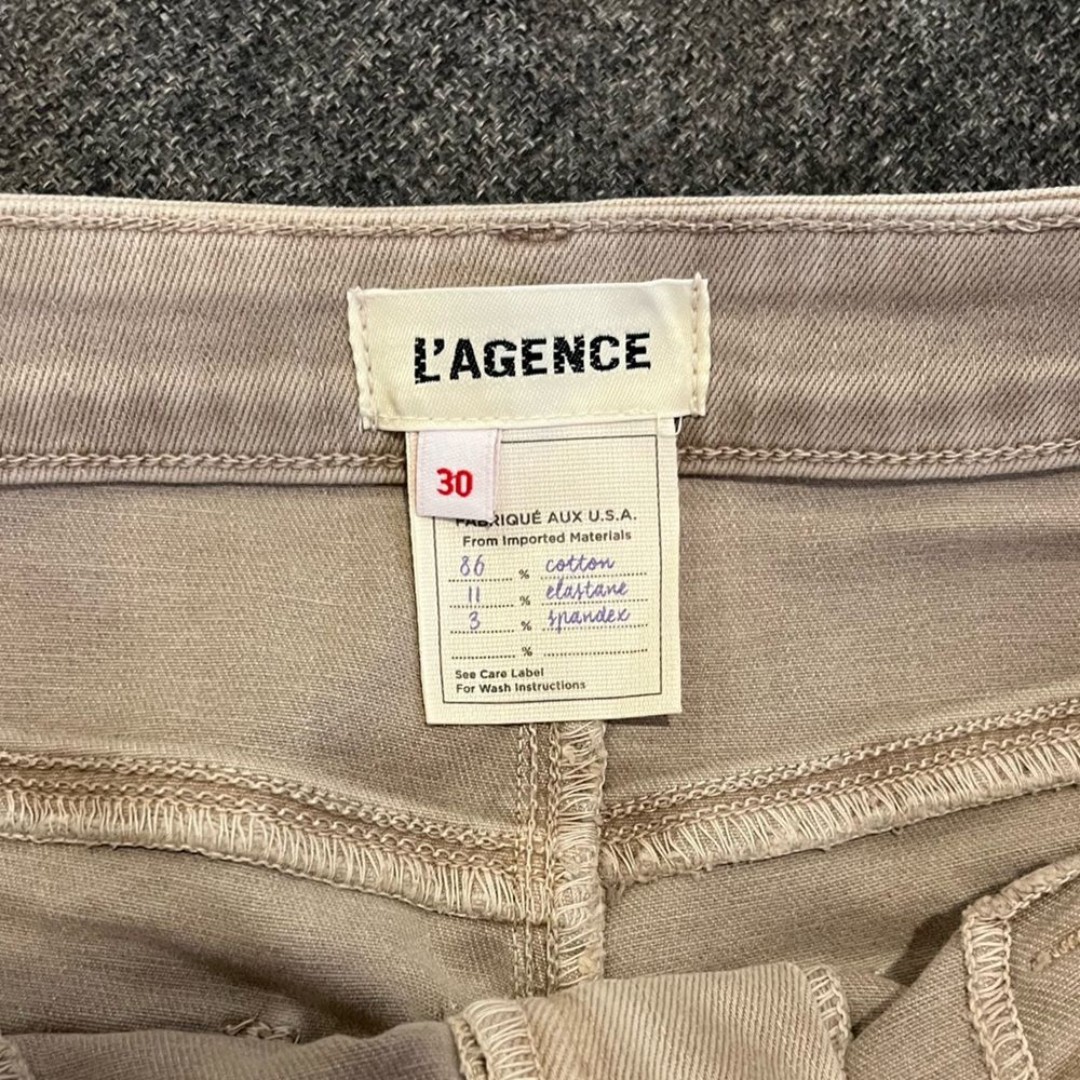 L'AGENCE
30
FABRIQUÉ AUX U.S.A.
From Imported Materials
86 % cotton
11 % elastane
3 % spandex
%
See Care Label
For Wash Instructions